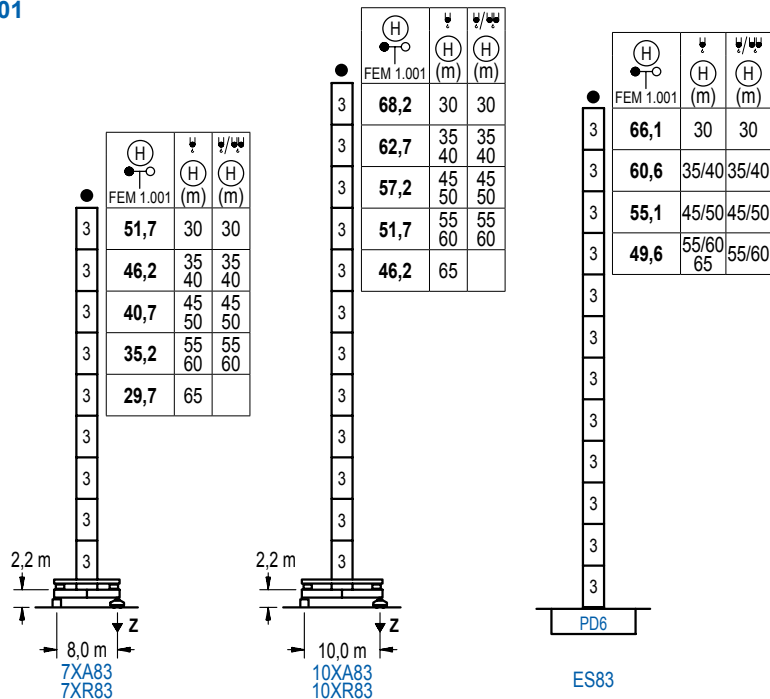 01
H
FEM 1.001
H
(m)
H
(m)
51,7 30 30
46,2 35 40 35 40
40,7 45 50 45 50
35,2 55 60 55 60
29,7 65
3
3
3
3
3
3
3
3
3
2,2 m
Z
8,0 m
7XA83
7XR83
H
FEM 1.001
H
(m)
H
(m)
68,2 30 30
62,7 35 40 35 40
57,2 45 50 45 50
51,7 55 60 55 60
46,2 65
3
3
3
3
3
3
3
3
3
3
3
3
2,2 m
Z
10,0 m
10XA83
10XR83
H
FEM 1.001
H
(m)
H
(m)
66,1 30 30
60,6 35/40 35/40
55,1 45/50 45/50
49,6 55/60 65 55/60
3
3
3
3
3
3
3
3
3
3
3
3
PD6
ES83